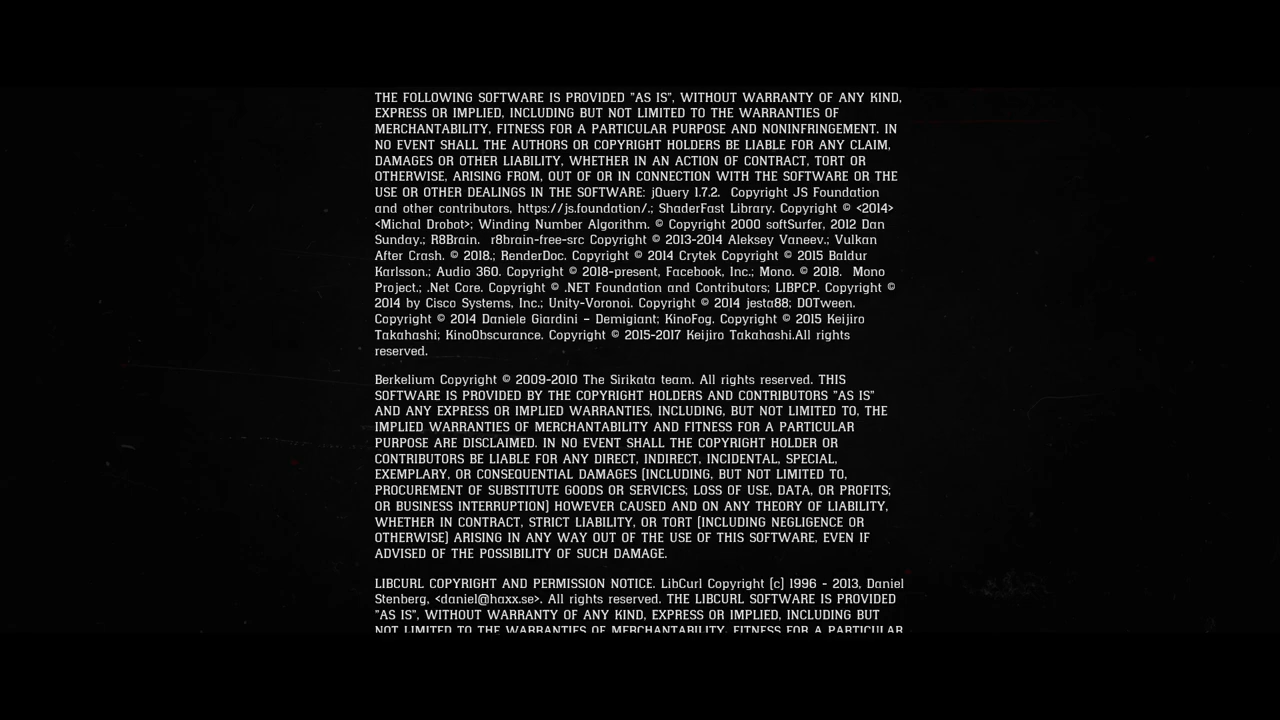 THE FOLLOWING SOFTWARE IS PROVIDED "AS IS", WITHOUT WARRANTY OF ANY KIND,
EXPRESS OR IMPLIED, INCLUDING BUT NOT LIMITED TO THE WARRANTIES OF
MERCHANTABILITY, FITNESS FOR A PARTICULAR PURPOSE AND NONINFRINGEMENT. IN
NO EVENT SHALL THE AUTHORS OR COPYRIGHT HOLDERS BE LIABLE FOR ANY CLAIM,
DAMAGES OR OTHER LIABILITY, WHETHER IN AN ACTION OF CONTRACT, TORT OR
OTHERWISE, ARISING FROM, OUT OF OR IN CONNECTION WITH THE SOFTWARE OR THE
USE OR OTHER DEALINGS IN THE SOFTWARE: jQuery 1.7.2.  Copyright JS Foundation
and other contributors, https://js.foundation/.; ShaderFast Library. Copyright © <2014>
<Michal Drobot>; Winding Number Algorithm. © Copyright 2000 softSurfer, 2012 Dan
Sunday.; R8Brain.  r8brain-free-src Copyright © 2013-2014 Aleksey Vaneev.; Vulkan
After Crash. © 2018.; RenderDoc. Copyright © 2014 Crytek Copyright © 2015 Baldur
Karlsson.; Audio 360. Copyright © 2018-present, Facebook, Inc.; Mono. © 2018.  Mono
Project.; .Net Core. Copyright © .NET Foundation and Contributors; LIBPCP. Copyright ©
2014 by Cisco Systems, Inc.; Unity-Voronoi. Copyright © 2014 jesta88; DOTween.
Copyright © 2014 Daniele Giardini – Demigiant; KinoFog. Copyright © 2015 Keijiro
Takahashi; KinoObscurance. Copyright © 2015-2017 Keijiro Takahashi.All rights
reserved.
Berkelium Copyright © 2009-2010 The Sirikata team. All rights reserved. THIS
SOFTWARE IS PROVIDED BY THE COPYRIGHT HOLDERS AND CONTRIBUTORS "AS IS"
AND ANY EXPRESS OR IMPLIED WARRANTIES, INCLUDING, BUT NOT LIMITED TO, THE
IMPLIED WARRANTIES OF MERCHANTABILITY AND FITNESS FOR A PARTICULAR
PURPOSE ARE DISCLAIMED. IN NO EVENT SHALL THE COPYRIGHT HOLDER OR
CONTRIBUTORS BE LIABLE FOR ANY DIRECT, INDIRECT, INCIDENTAL, SPECIAL,
EXEMPLARY, OR CONSEQUENTIAL DAMAGES (INCLUDING, BUT NOT LIMITED TO,
PROCUREMENT OF SUBSTITUTE GOODS OR SERVICES; LOSS OF USE, DATA, OR PROFITS;
OR BUSINESS INTERRUPTION) HOWEVER CAUSED AND ON ANY THEORY OF LIABILITY,
WHETHER IN CONTRACT, STRICT LIABILITY, OR TORT (INCLUDING NEGLIGENCE OR
OTHERWISE) ARISING IN ANY WAY OUT OF THE USE OF THIS SOFTWARE, EVEN IF
ADVISED OF THE POSSIBILITY OF SUCH DAMAGE.
LIBCURL COPYRIGHT AND PERMISSION NOTICE. LibCurl Copyright (c) 1996 - 2013, Daniel
Stenberg, <daniel@haxx.se>. All rights reserved. THE LIBCURL SOFTWARE IS PROVIDED
"AS IS", WITHOUT WARRANTY OF ANY KIND, EXPRESS OR IMPLIED, INCLUDING BUT
NOT LIMITED TO THE WARRANTIES OF MERCHANTABILITY, FITNESS FOR A PARTICULAR